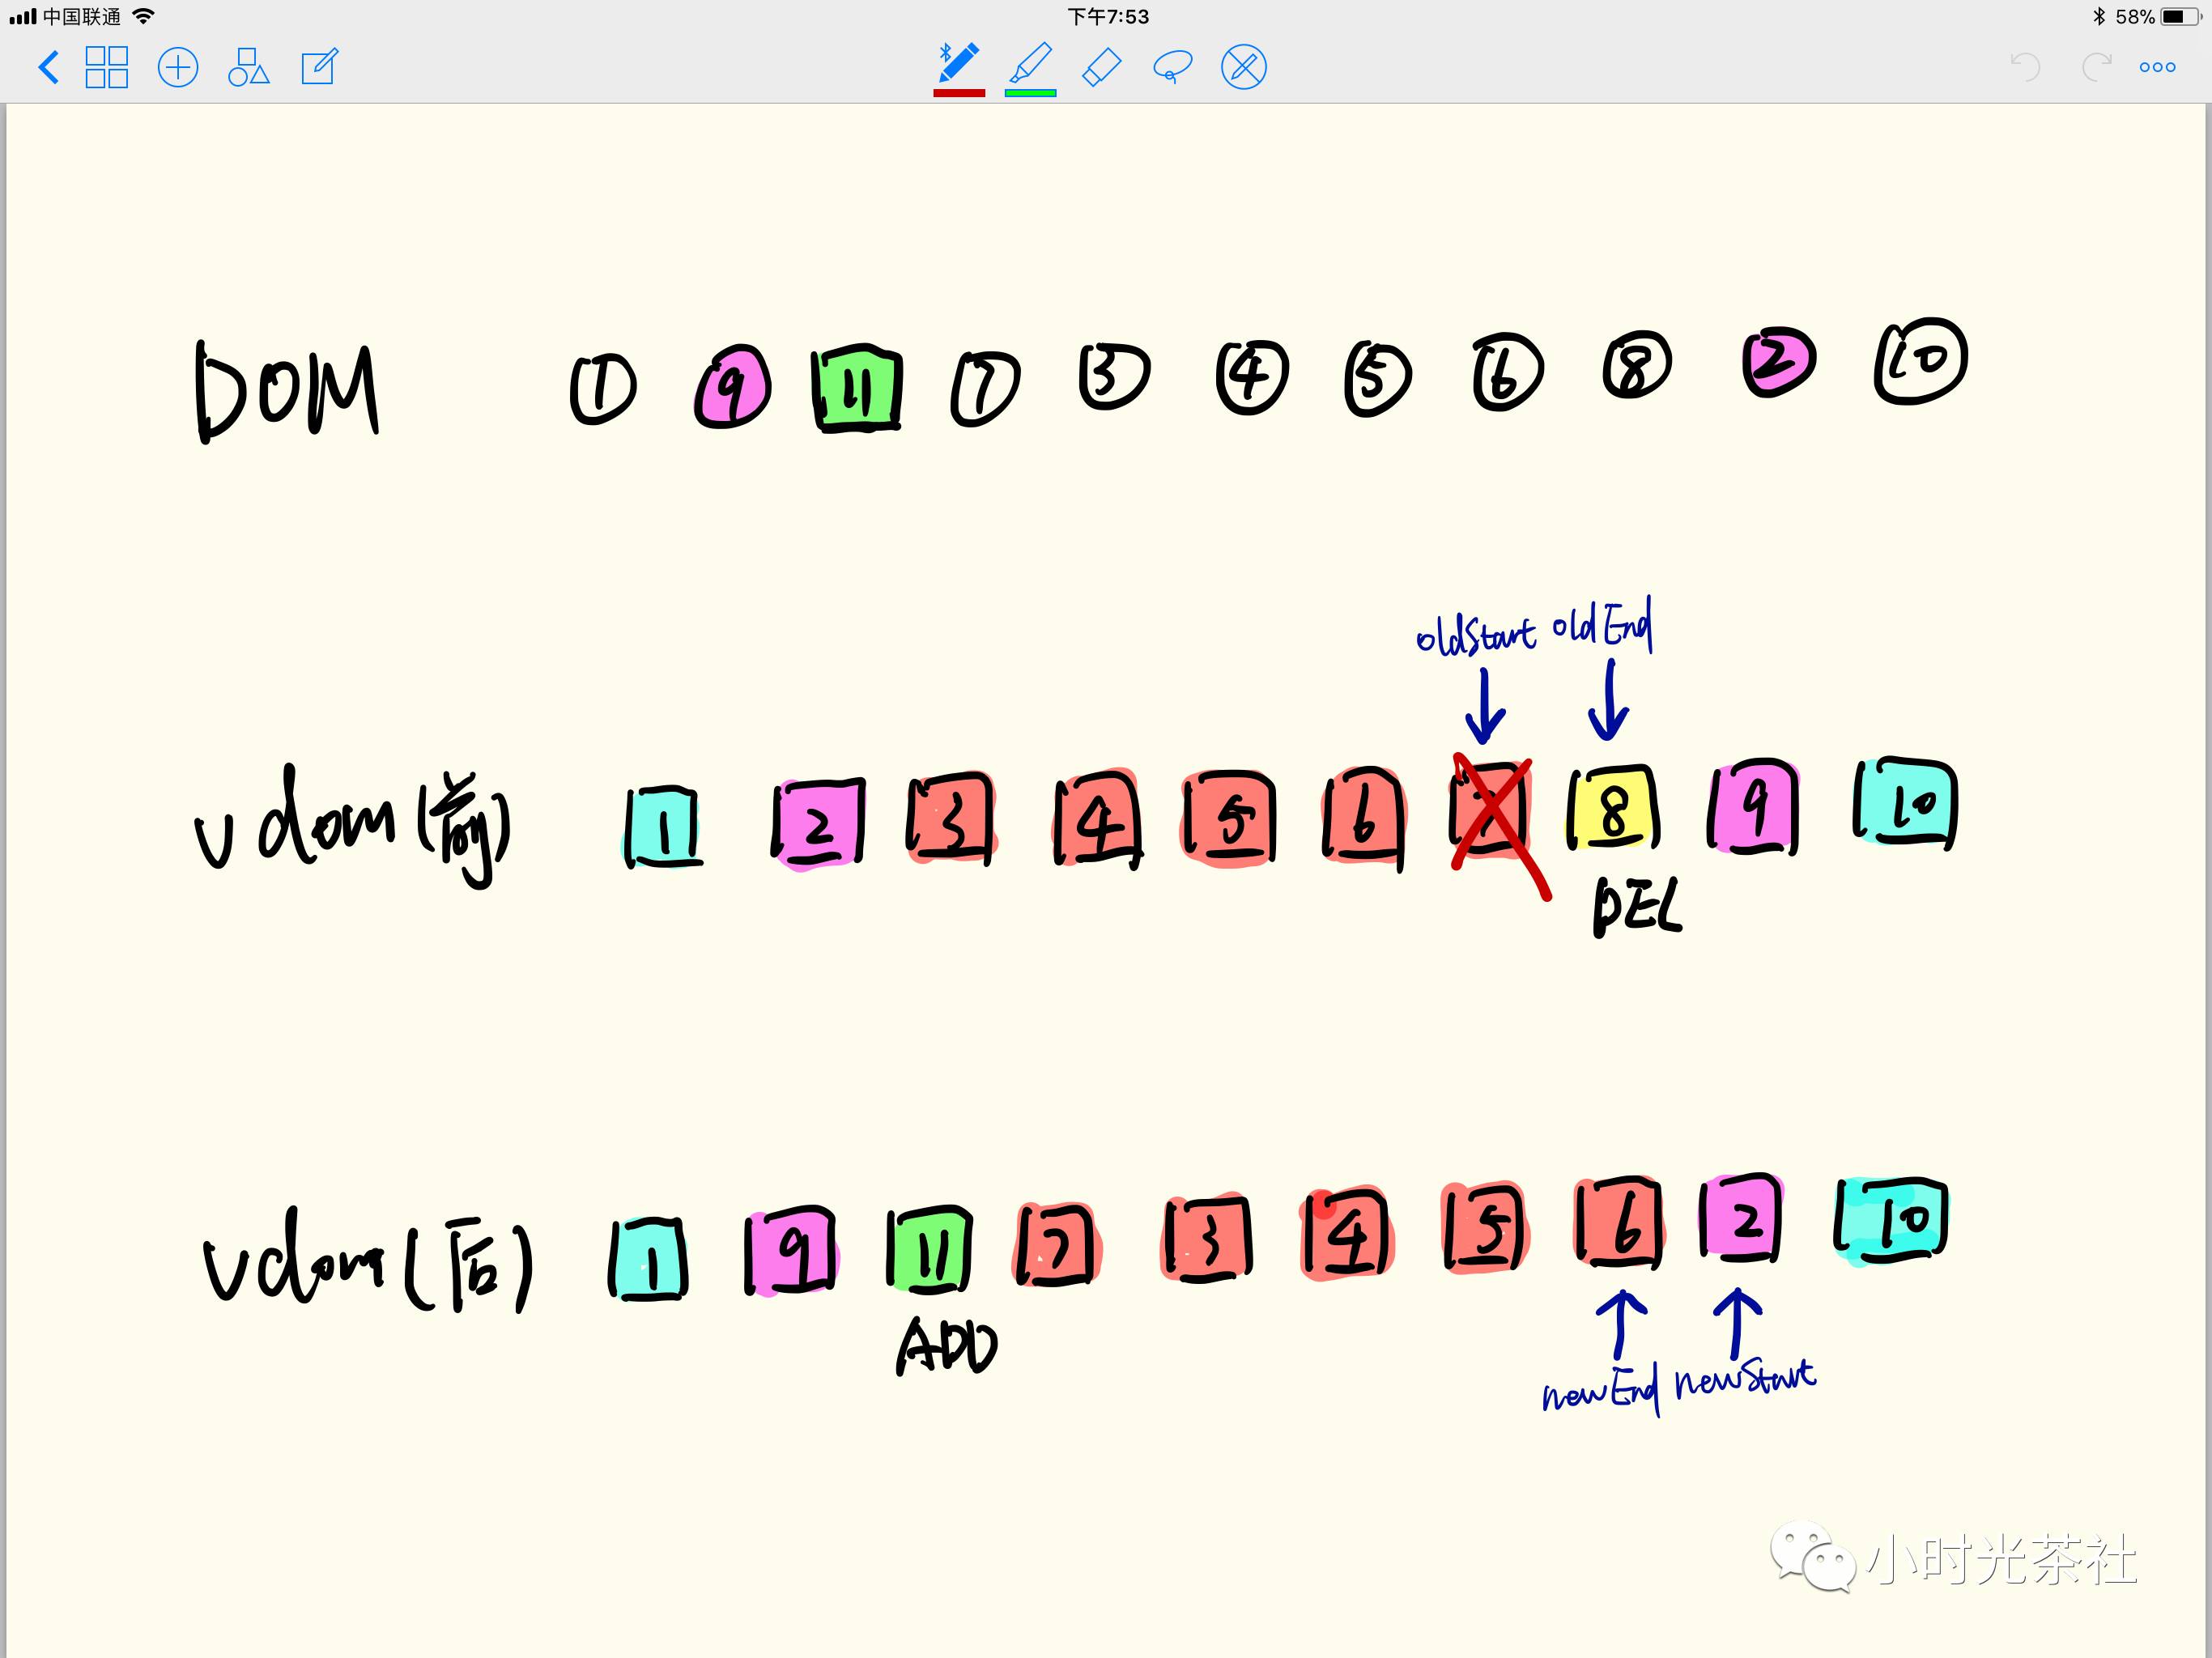 中国联通 下午7:53 58%
DOM 1 9 11 7 3 4 5 6 8 2 10
oldStart oldEnd
vdom(前) 1 2 3 4 5 6 7 8 9 10
DEL
vdom(后) 1 9 11 7 3 4 5 6 2 10
ADD
newEnd newStart
小时光茶社